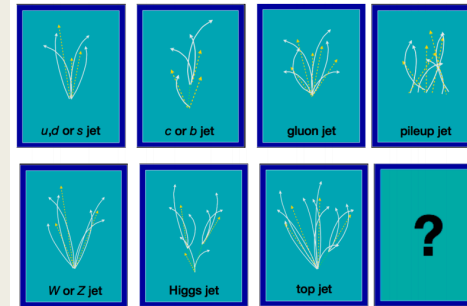 u,d or s jet
c or b jet
gluon jet
pileup jet
W or Z jet
Higgs jet
top jet
?